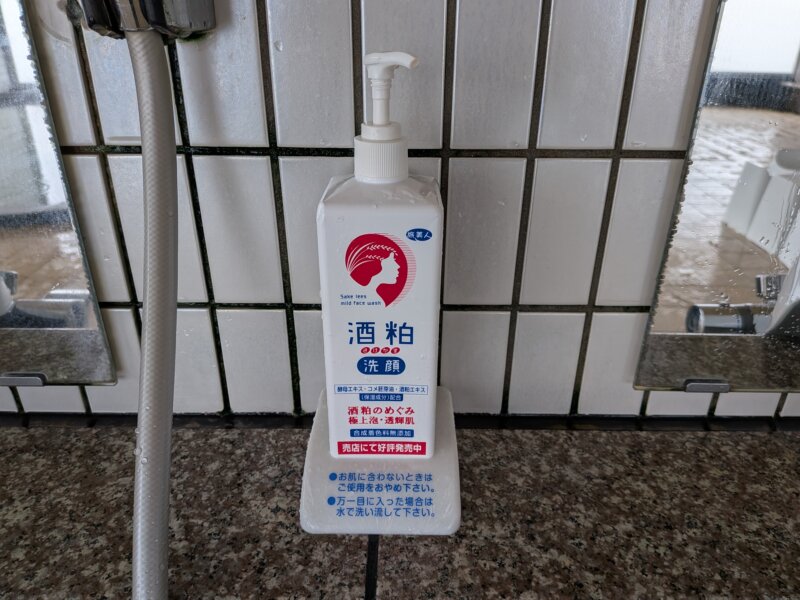 旅美人
Sake lees
mild face wash
酒粕
さけかす
洗顔
酵母エキス・コメ胚芽油・酒粕エキス
(保湿成分)配合
酒粕のめぐみ
極上泡・透輝肌
合成着色料無添加
売店にて好評発売中
●お肌に合わないときは
ご使用をおやめ下さい。
●万一目に入った場合は
水で洗い流して下さい。